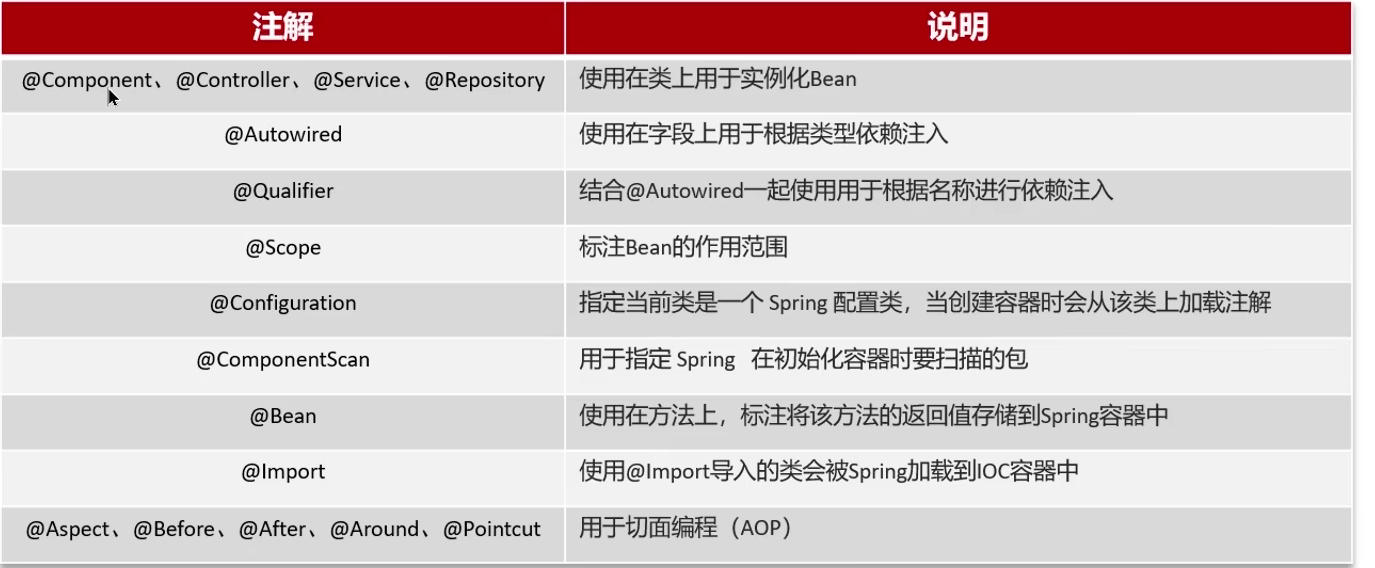 注解 说明
@Component、@Controller、@Service、@Repository 使用在类上用于实例化Bean
@Autowired 使用在字段上用于根据类型依赖注入
@Qualifier 结合@Autowired一起使用用于根据名称进行依赖注入
@Scope 标注Bean的作用范围
@Configuration 指定当前类是一个 Spring 配置类，当创建容器时会从该类上加载注解
@ComponentScan 用于指定 Spring 在初始化容器时要扫描的包
@Bean 使用在方法上，标注将该方法的返回值存储到Spring容器中
@Import 使用@Import导入的类会被Spring加载到IOC容器中
@Aspect、@Before、@After、@Around、@Pointcut 用于切面编程（AOP）